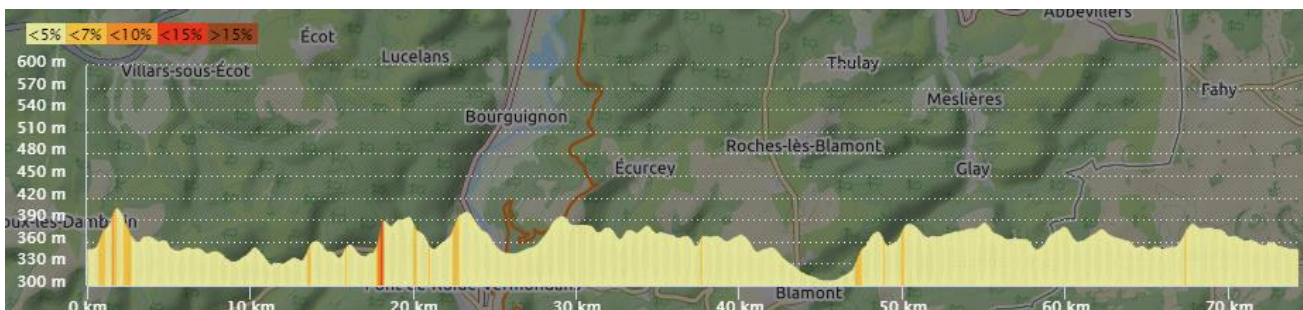 <5% <7% <10% <15% >15%
Abbévillers
Écot
Lucelans
Villars-sous-Écot
Thulay
Fahy
Meslières
Bourguignon
Roches-lès-Blamont
Écurcey
Glay
600 m
570 m
540 m
510 m
480 m
450 m
420 m
390 m
360 m
330 m
300 m
Blamont
0 km 10 km 20 km 30 km 40 km 50 km 60 km 70 km